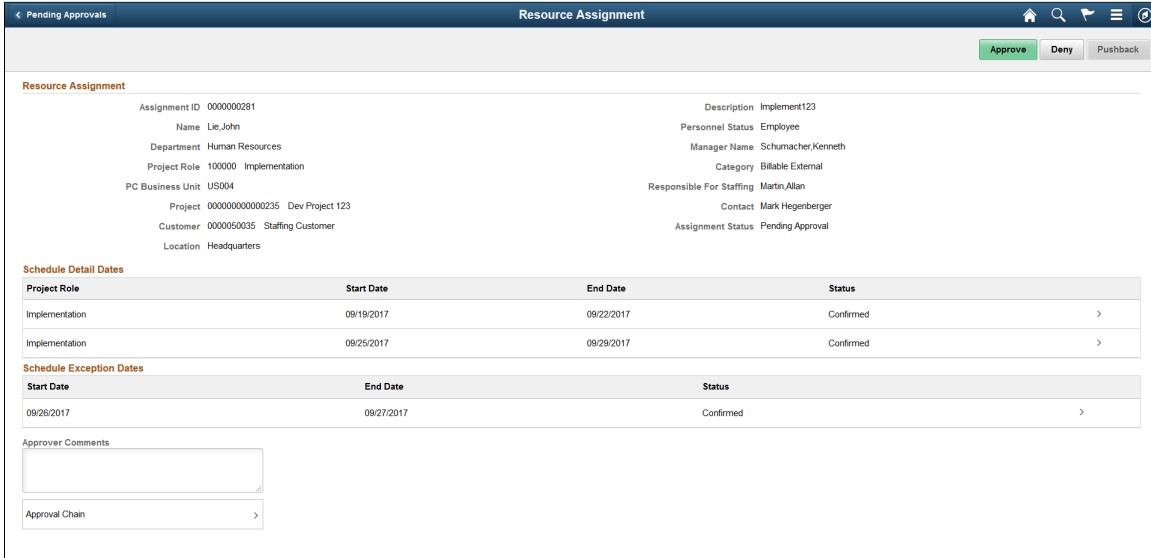 Pending Approvals
Resource Assignment
Approve Deny Pushback
Resource Assignment
Assignment ID 0000000281 Description Implement123
Name Lie,John Personnel Status Employee
Department Human Resources Manager Name Schumacher,Kenneth
Project Role 100000 Implementation Category Billable External
PC Business Unit US004 Responsible For Staffing Martin,Allan
Project 000000000000235 Dev Project 123 Contact Mark Hegenberger
Customer 0000050035 Staffing Customer Assignment Status Pending Approval
Location Headquarters
Schedule Detail Dates
Project Role Start Date End Date Status
Implementation 09/19/2017 09/22/2017 Confirmed
Implementation 09/25/2017 09/29/2017 Confirmed
Schedule Exception Dates
Start Date End Date Status
09/26/2017 09/27/2017 Confirmed
Approver Comments
Approval Chain